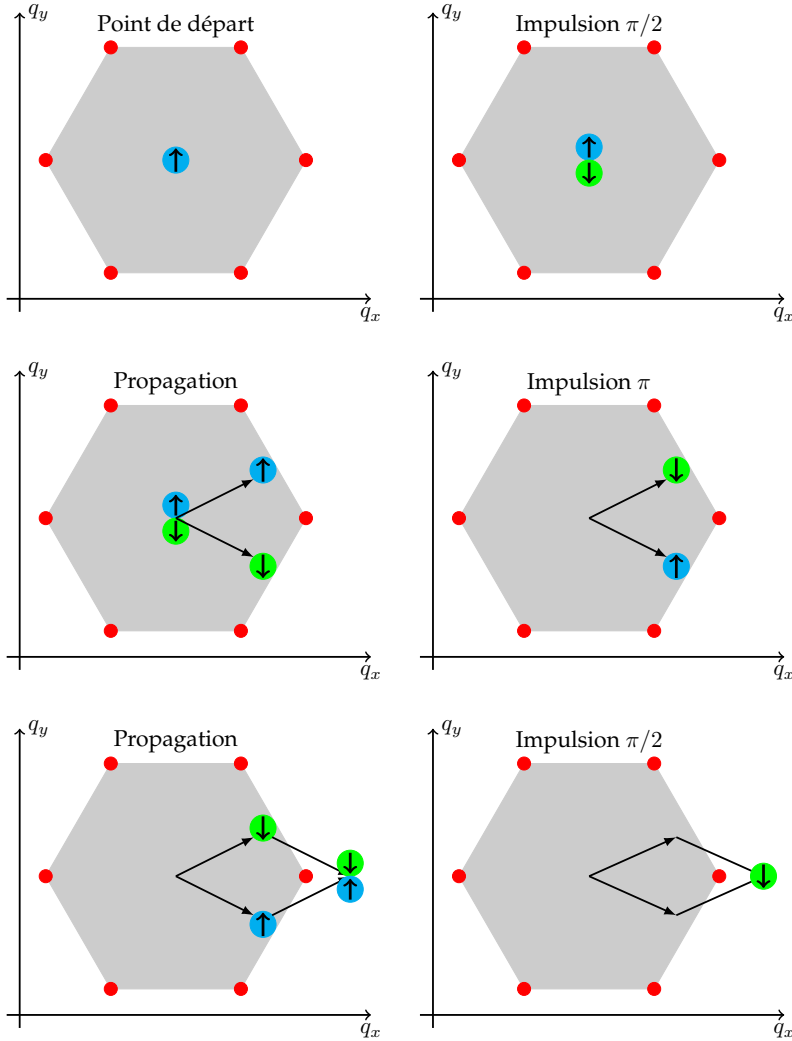 q_y
Point de départ
q_x
q_y
Impulsion π/2
q_x
q_y
Propagation
q_x
q_y
Impulsion π
q_x
q_y
Propagation
q_x
q_y
Impulsion π/2
q_x